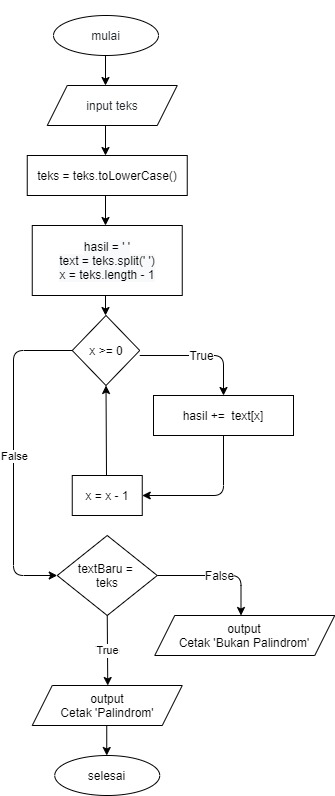 mulai
input teks
teks = teks.toLowerCase()
hasil = ' '
text = teks.split(' ')
x = teks.length - 1
x >= 0
True
hasil += text[x]
x = x - 1
False
textBaru =
teks
False
output
Cetak 'Bukan Palindrom'
True
output
Cetak 'Palindrom'
selesai